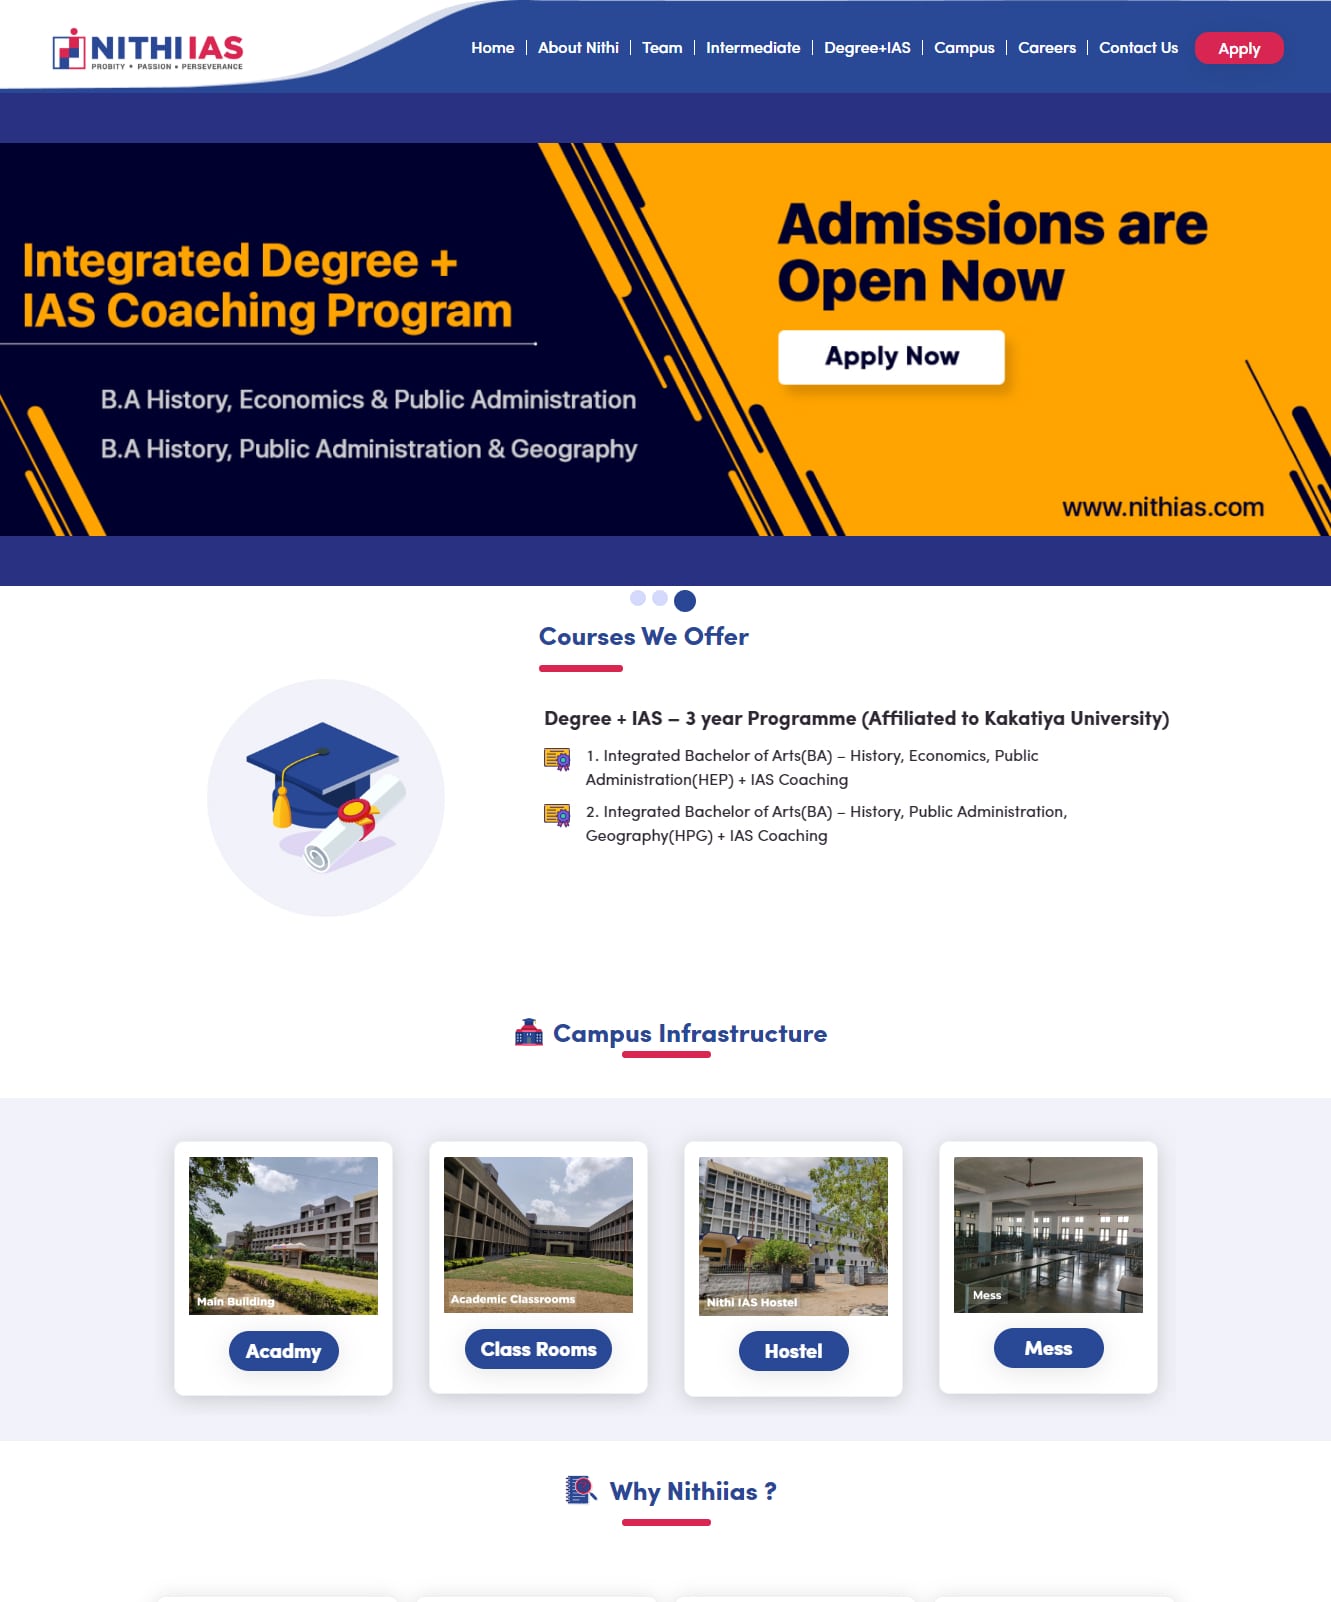 NITHI IAS
PROBITY • PASSION • PERSEVERANCE
Home
About Nithi
Team
Intermediate
Degree+IAS
Campus
Careers
Contact Us
Apply
Integrated Degree +
IAS Coaching Program
B.A History, Economics & Public Administration
B.A History, Public Administration & Geography
Admissions are
Open Now
Apply Now
www.nithias.com
Courses We Offer
Degree + IAS – 3 year Programme (Affiliated to Kakatiya University)
1. Integrated Bachelor of Arts(BA) – History, Economics, Public
Administration(HEP) + IAS Coaching
2. Integrated Bachelor of Arts(BA) – History, Public Administration,
Geography(HPG) + IAS Coaching
Campus Infrastructure
Main Building
Acadmy
Academic Classrooms
Class Rooms
NITHI IAS HOSTEL
Nithi IAS Hostel
Hostel
Mess
Mess
Why Nithiias ?